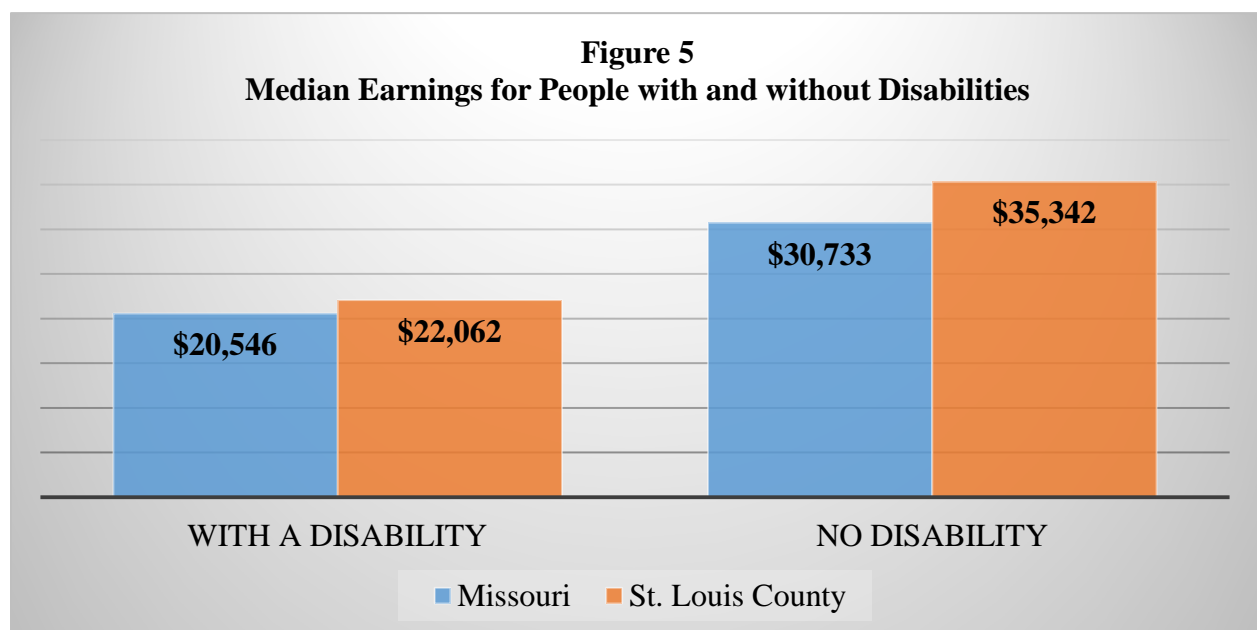 Figure 5
Median Earnings for People with and without Disabilities
$35,342
$30,733
$20,546
$22,062
WITH A DISABILITY
NO DISABILITY
Missouri
St. Louis County